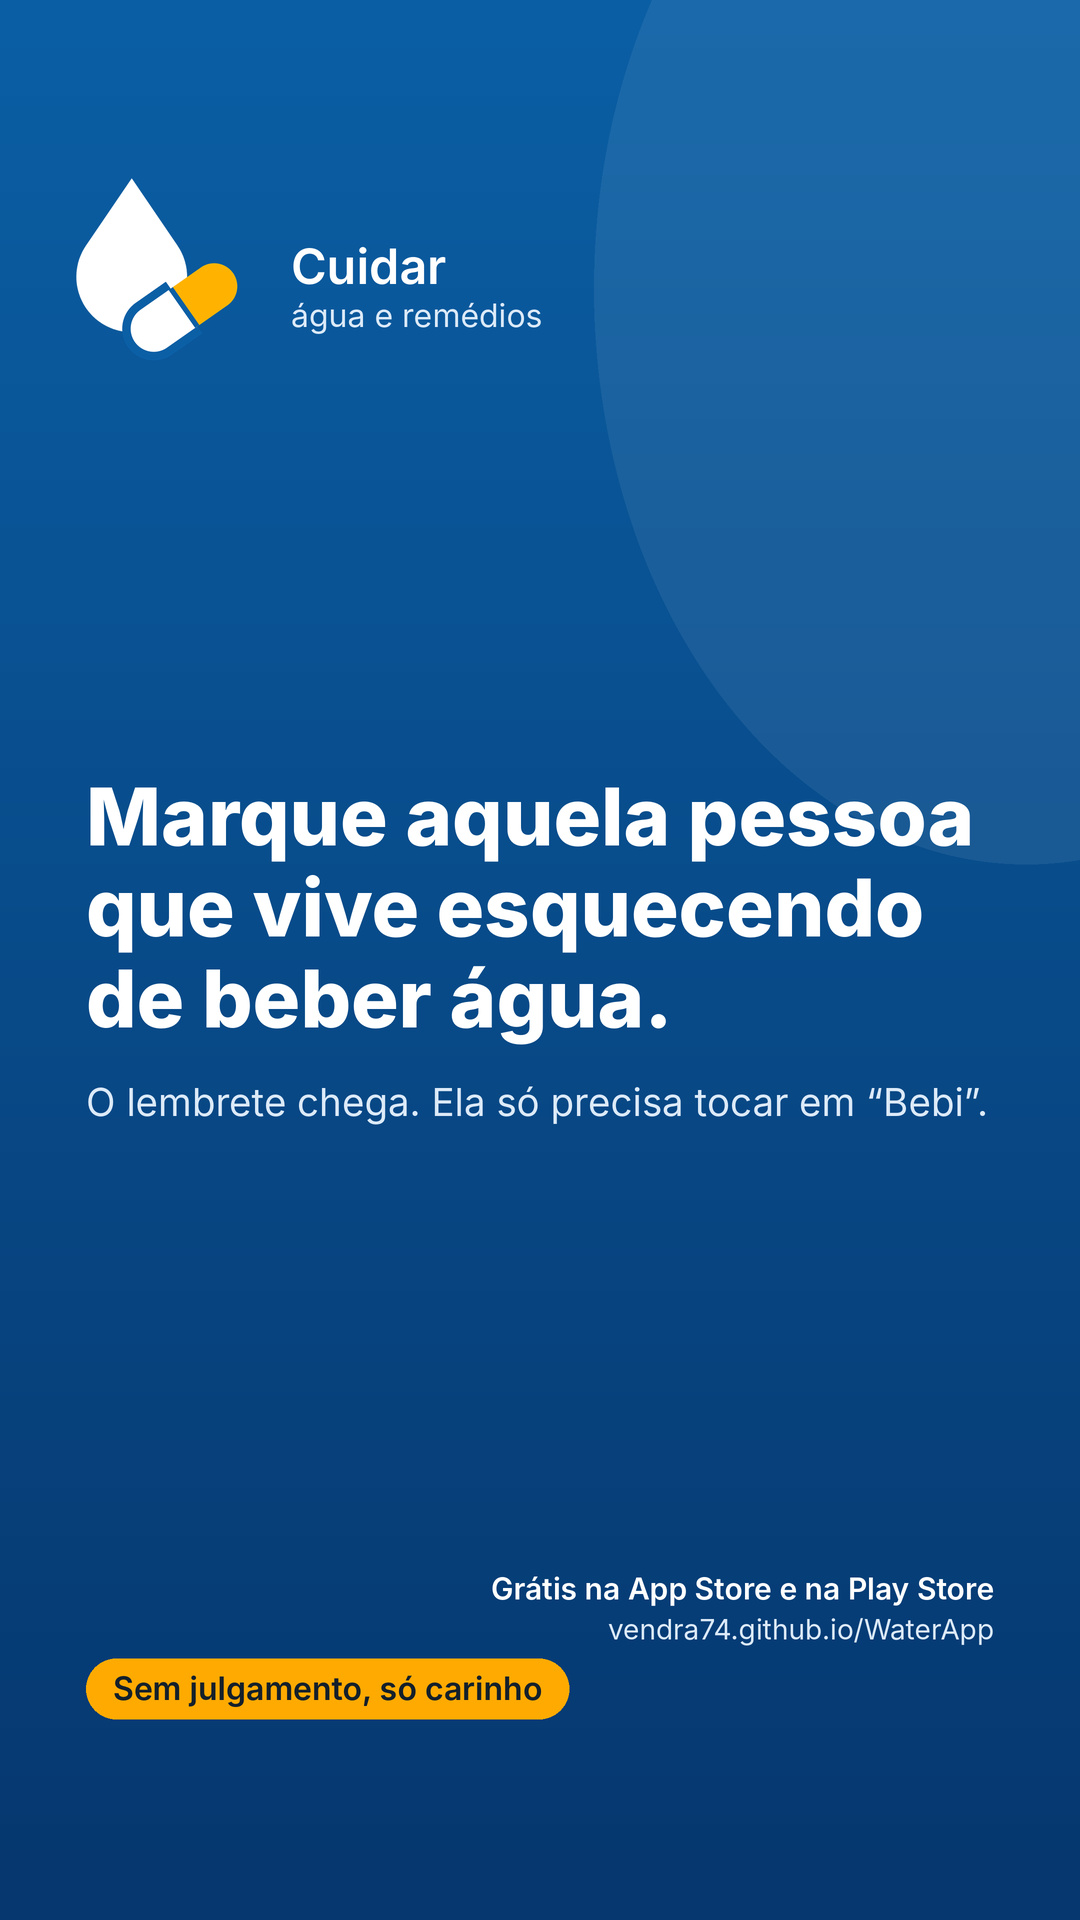 Cuidar
água e remédios
Marque aquela pessoa
que vive esquecendo
de beber água.
O lembrete chega. Ela só precisa tocar em “Bebi”.
Grátis na App Store e na Play Store
vendra74.github.io/WaterApp
Sem julgamento, só carinho